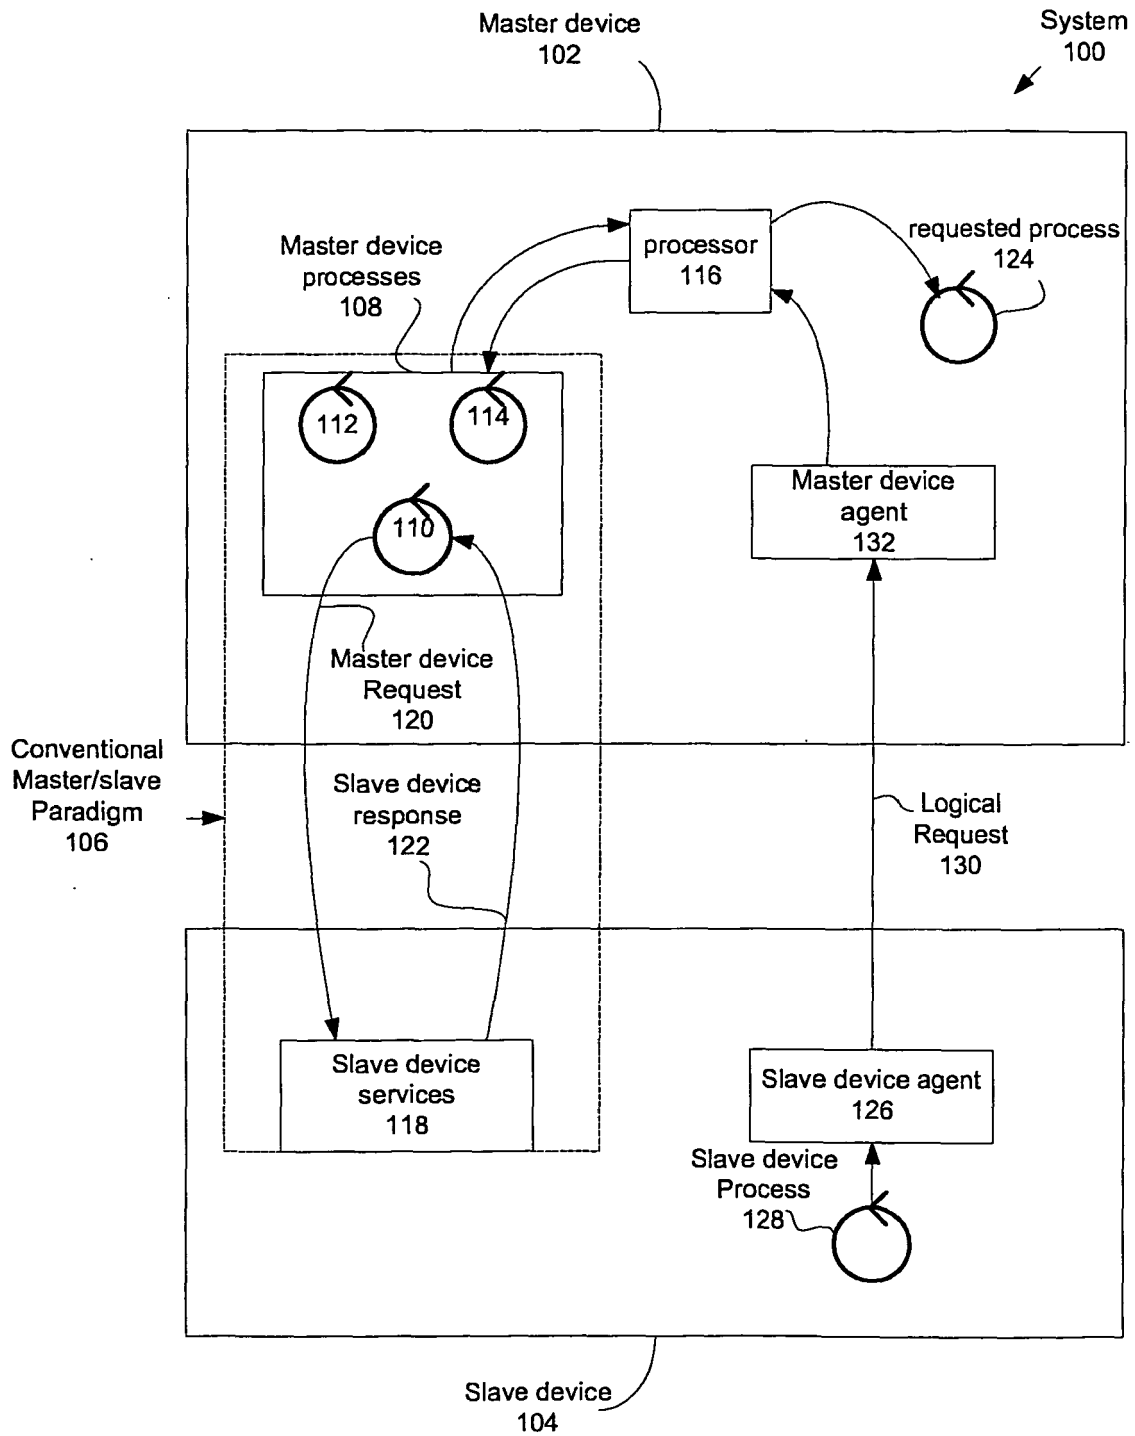 Master device
102
System
100
Master device
processes
108
processor
116
requested process
124
112
114
110
Master device
agent
132
Master device
Request
120
Conventional
Master/slave
Paradigm
106
Slave device
response
122
Logical
Request
130
Slave device
services
118
Slave device agent
126
Slave device
Process
128
Slave device
104